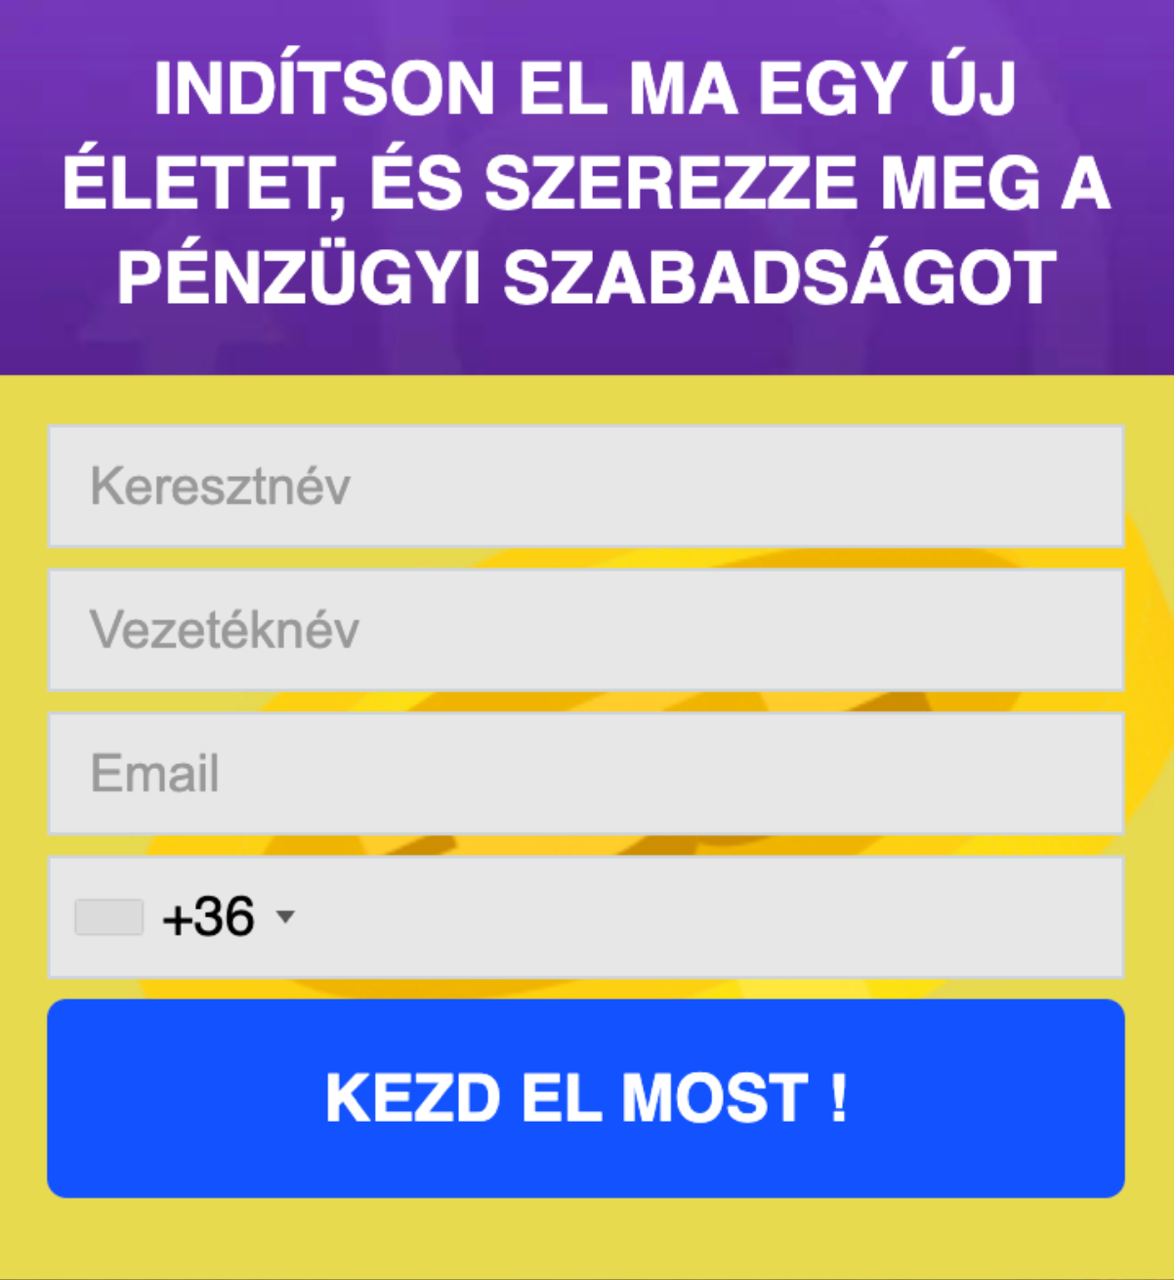 INDÍTSON EL MA EGY ÚJ
ÉLETET, ÉS SZEREZZE MEG A
PÉNZÜGYI SZABADSÁGOT
Keresztnév
Vezetéknév
Email
+36
KEZD EL MOST !